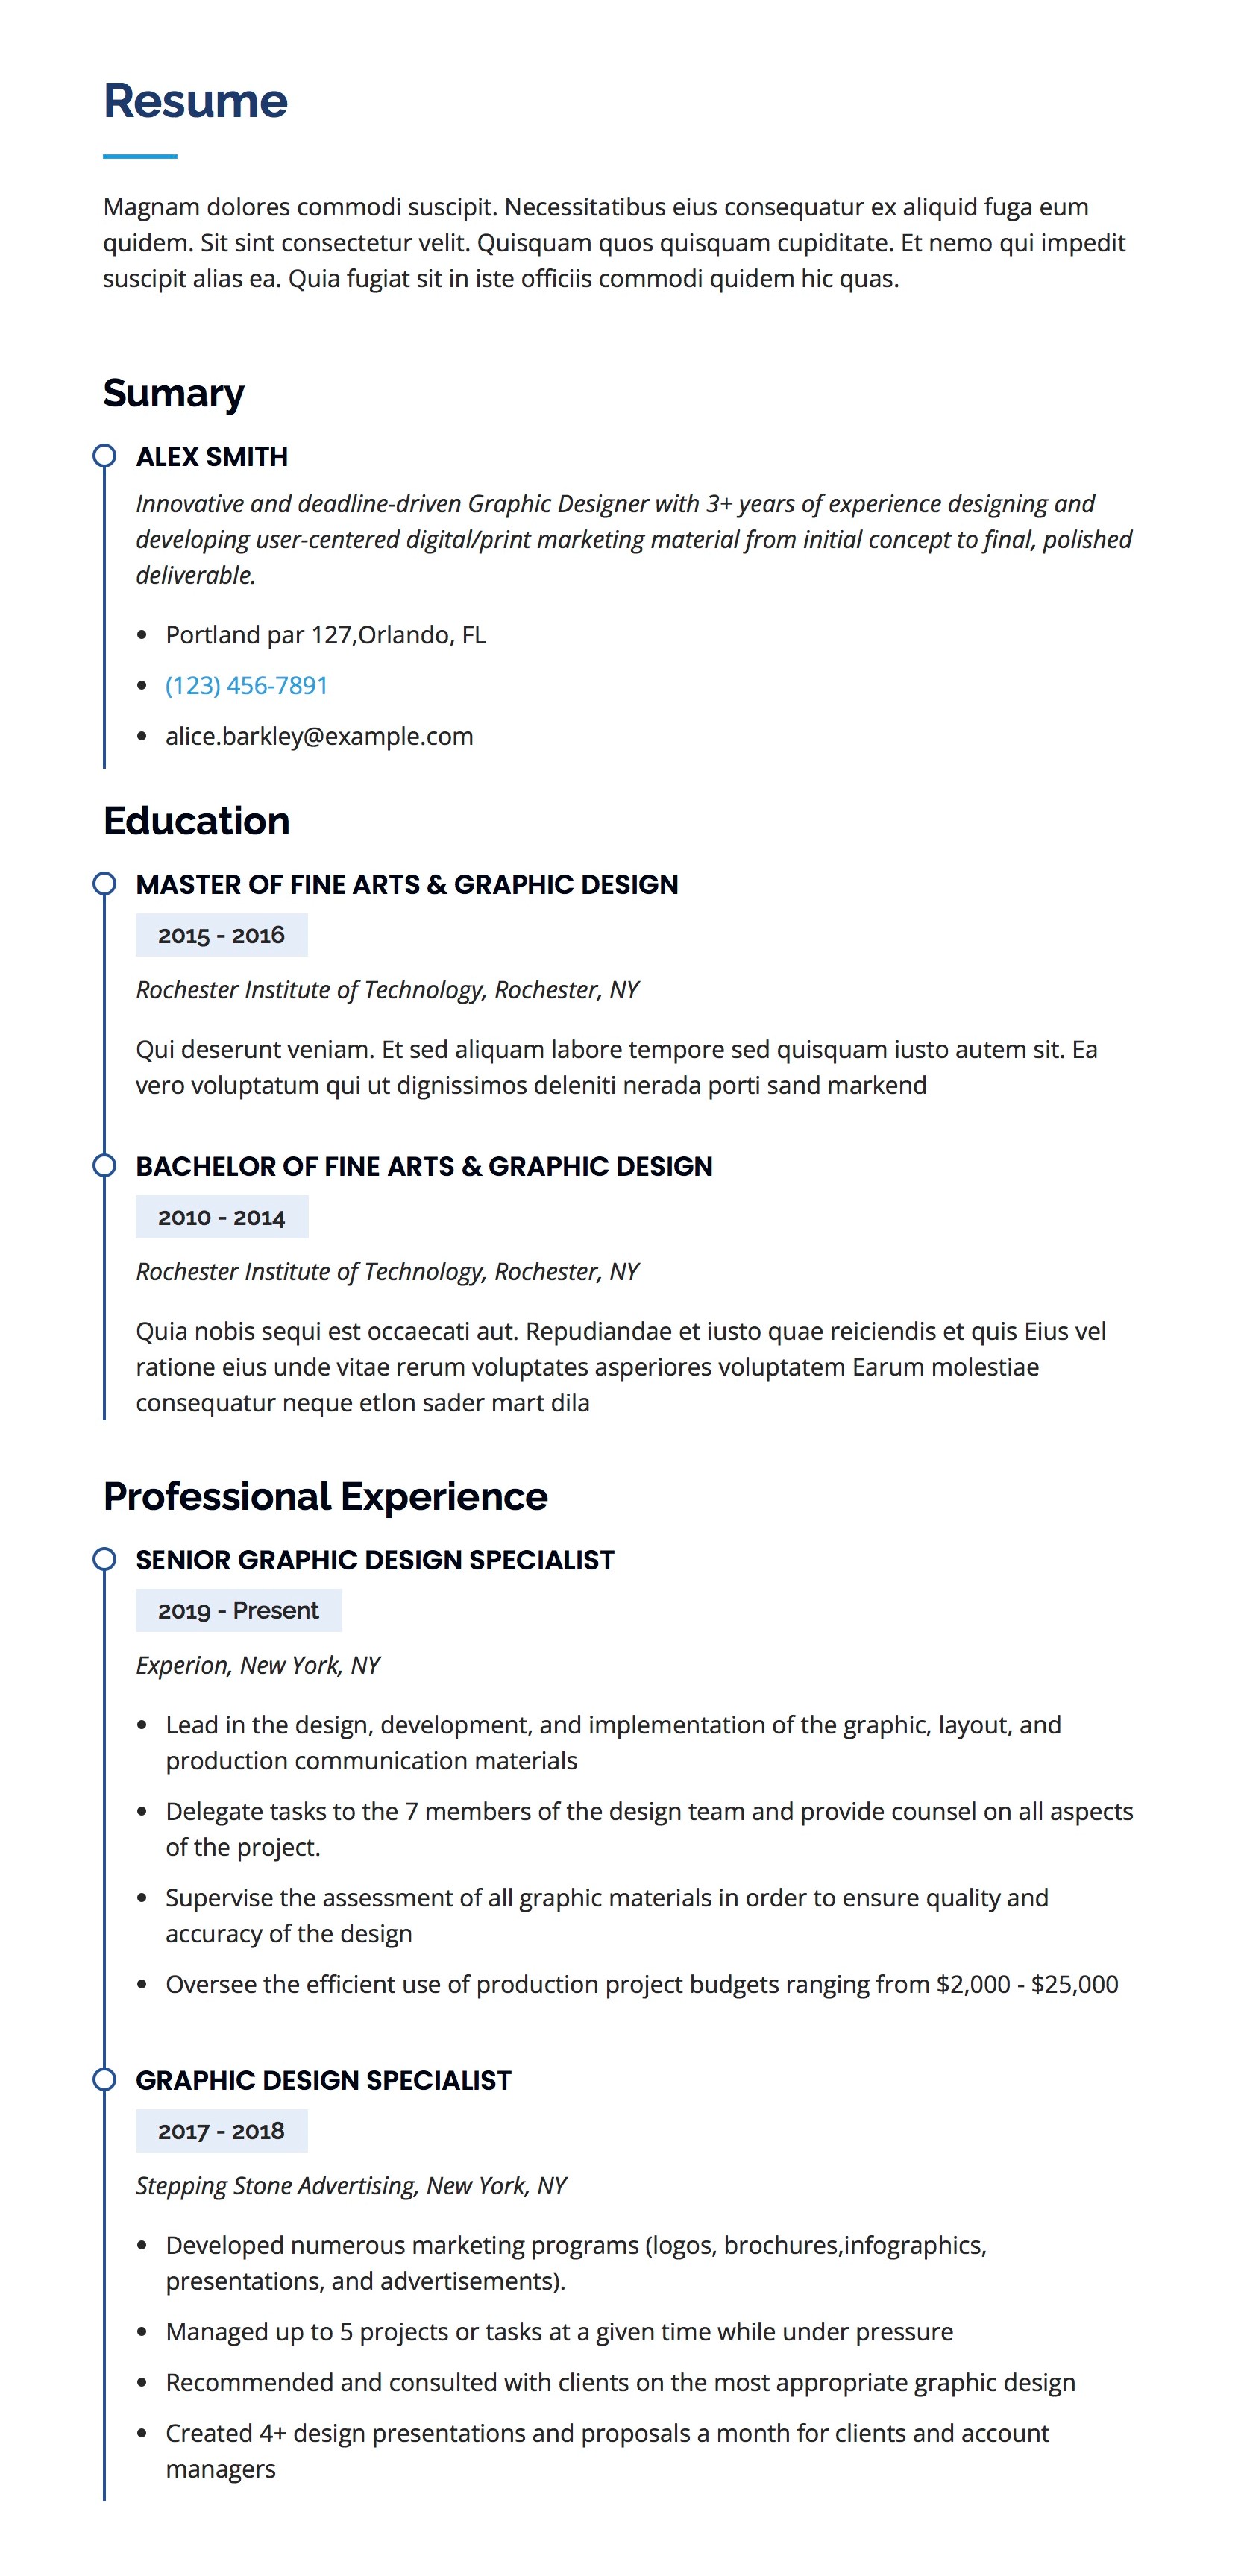 Resume
Magnam dolores commodi suscipit. Necessitatibus eius consequatur ex aliquid fuga eum
quidem. Sit sint consectetur velit. Quisquam quos quisquam cupiditate. Et nemo qui impedit
suscipit alias ea. Quia fugiat sit in iste officiis commodi quidem hic quas.
Sumary
ALEX SMITH
Innovative and deadline-driven Graphic Designer with 3+ years of experience designing and
developing user-centered digital/print marketing material from initial concept to final, polished
deliverable.
• Portland par 127,Orlando, FL
• (123) 456-7891
• alice.barkley@example.com
Education
MASTER OF FINE ARTS & GRAPHIC DESIGN
2015 - 2016
Rochester Institute of Technology, Rochester, NY
Qui deserunt veniam. Et sed aliquam labore tempore sed quisquam iusto autem sit. Ea
vero voluptatum qui ut dignissimos deleniti nerada porti sand markend
BACHELOR OF FINE ARTS & GRAPHIC DESIGN
2010 - 2014
Rochester Institute of Technology, Rochester, NY
Quia nobis sequi est occaecati aut. Repudiandae et iusto quae reiciendis et quis Eius vel
ratione eius unde vitae rerum voluptates asperiores voluptatem Earum molestiae
consequatur neque etlon sader mart dila
Professional Experience
SENIOR GRAPHIC DESIGN SPECIALIST
2019 - Present
Experion, New York, NY
• Lead in the design, development, and implementation of the graphic, layout, and
production communication materials
• Delegate tasks to the 7 members of the design team and provide counsel on all aspects
of the project.
• Supervise the assessment of all graphic materials in order to ensure quality and
accuracy of the design
• Oversee the efficient use of production project budgets ranging from $2,000 - $25,000
GRAPHIC DESIGN SPECIALIST
2017 - 2018
Stepping Stone Advertising, New York, NY
• Developed numerous marketing programs (logos, brochures,infographics,
presentations, and advertisements).
• Managed up to 5 projects or tasks at a given time while under pressure
• Recommended and consulted with clients on the most appropriate graphic design
• Created 4+ design presentations and proposals a month for clients and account
managers